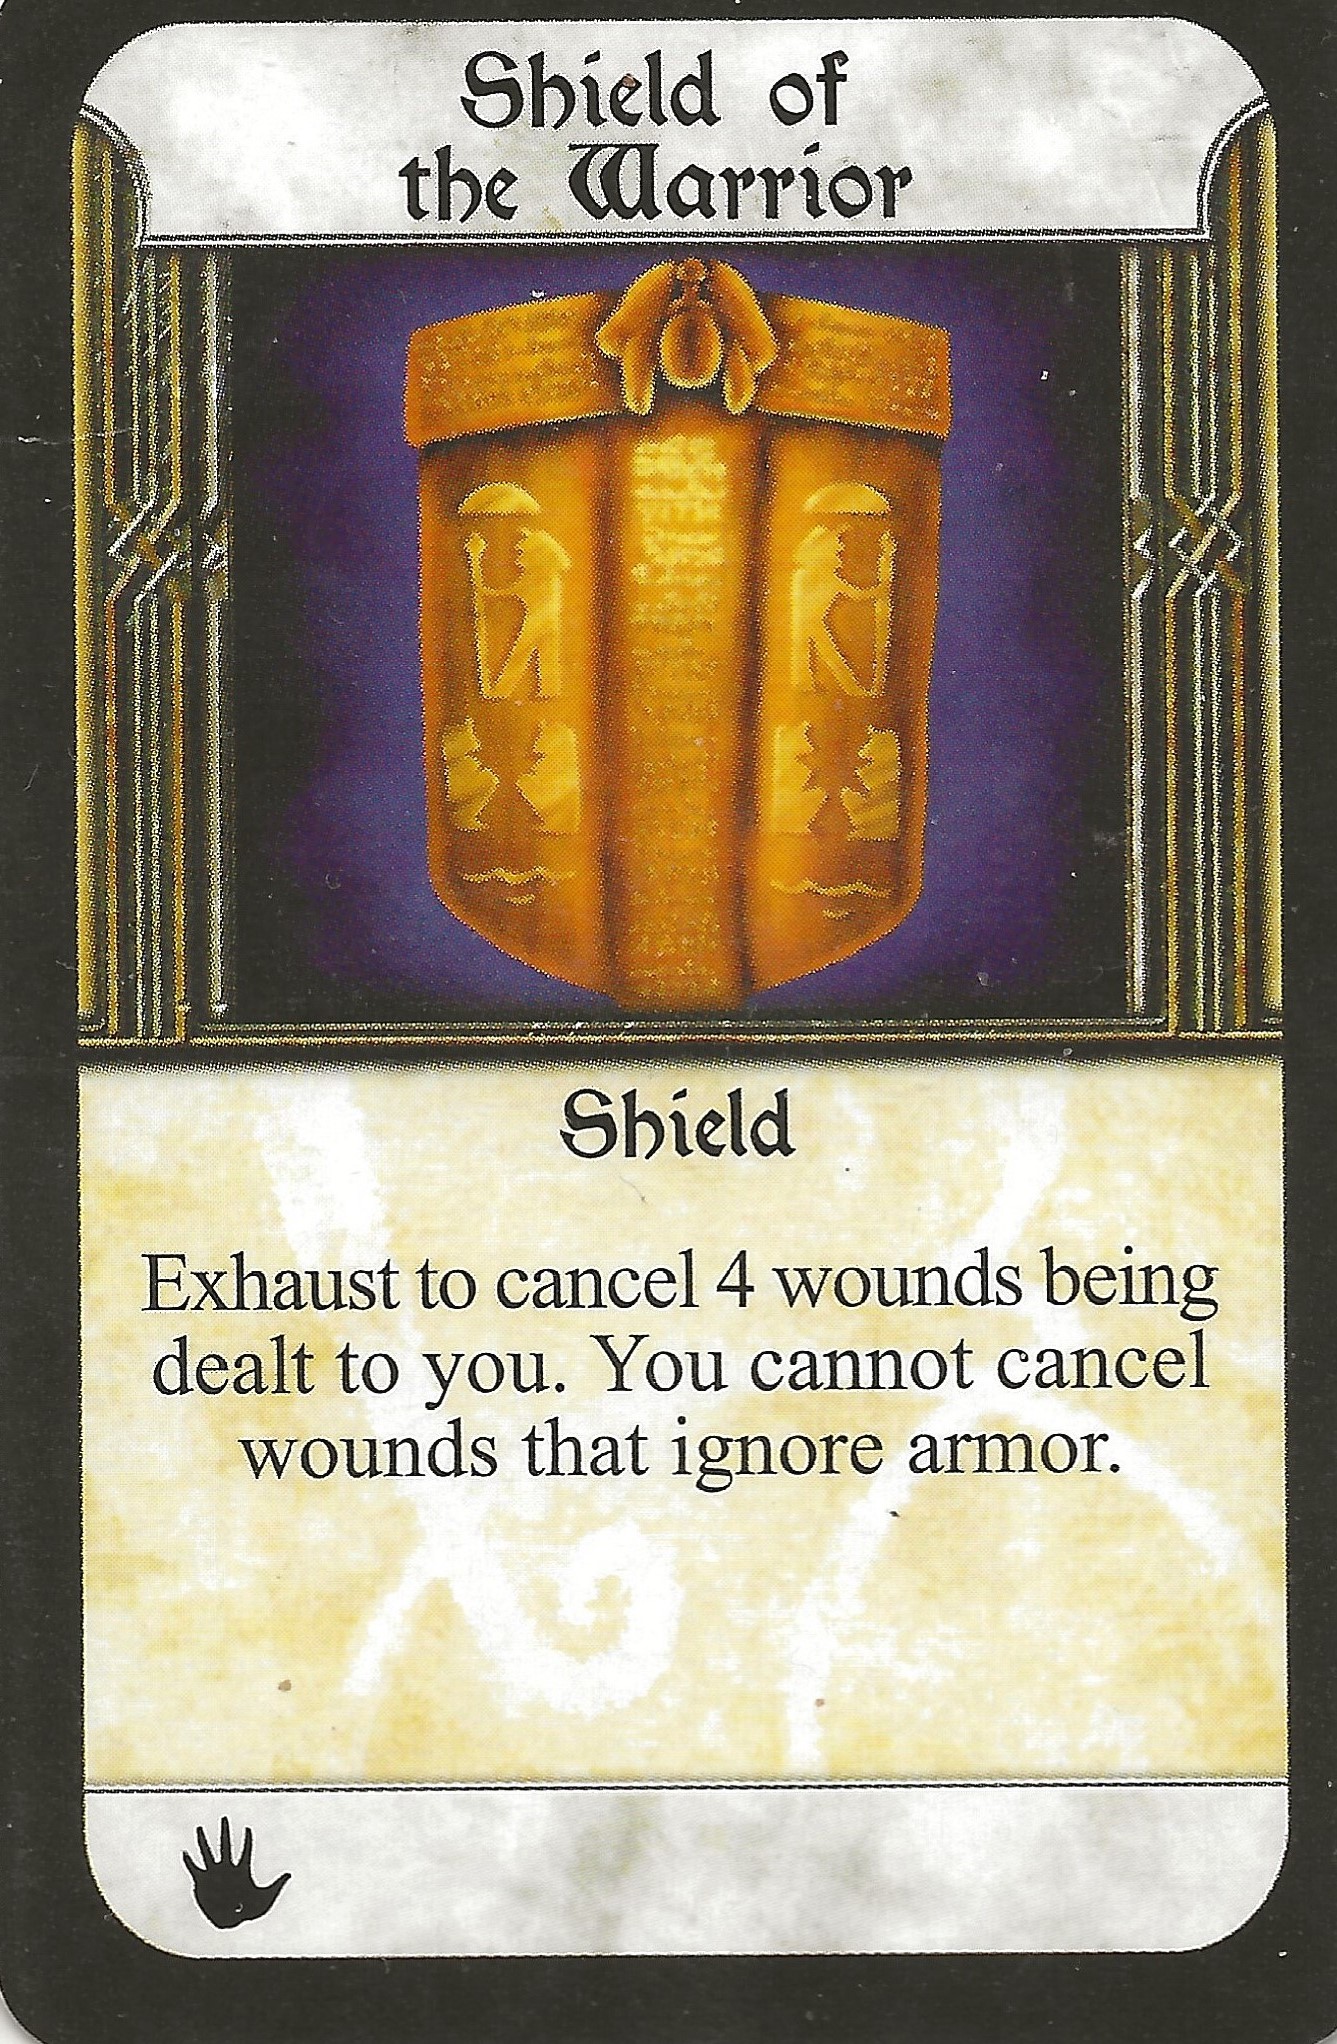 Shield of
the Warrior
Shield
Exhaust to cancel 4 wounds being
dealt to you. You cannot cancel
wounds that ignore armor.